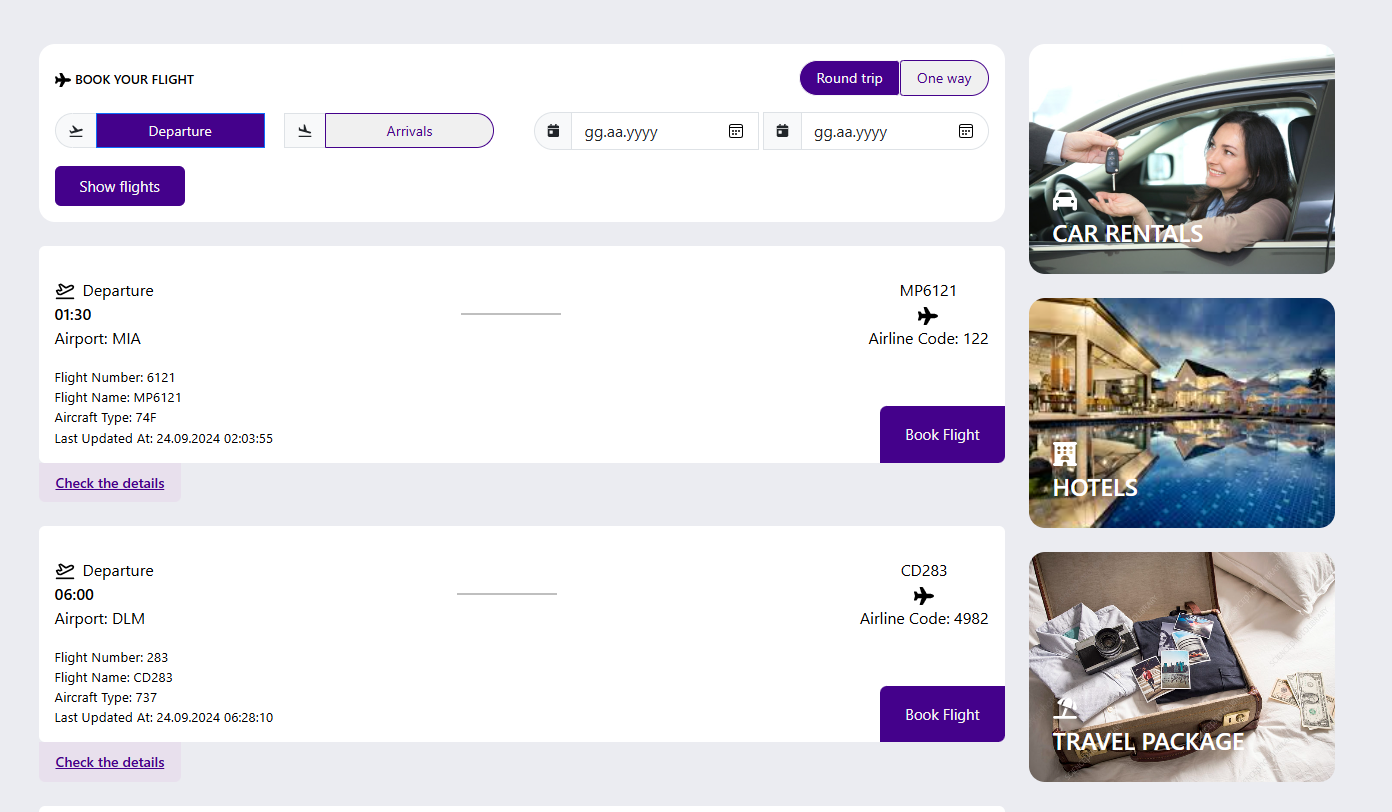 BOOK YOUR FLIGHT
Round trip
One way
Departure
Arrivals
gg.aa.yyyy
gg.aa.yyyy
Show flights
Departure
01:30
Airport: MIA
MP6121
Airline Code: 122
Flight Number: 6121
Flight Name: MP6121
Aircraft Type: 74F
Last Updated At: 24.09.2024 02:03:55
Book Flight
Check the details
Departure
06:00
Airport: DLM
CD283
Airline Code: 4982
Flight Number: 283
Flight Name: CD283
Aircraft Type: 737
Last Updated At: 24.09.2024 06:28:10
Book Flight
Check the details
CAR RENTALS
HOTELS
TRAVEL PACKAGE